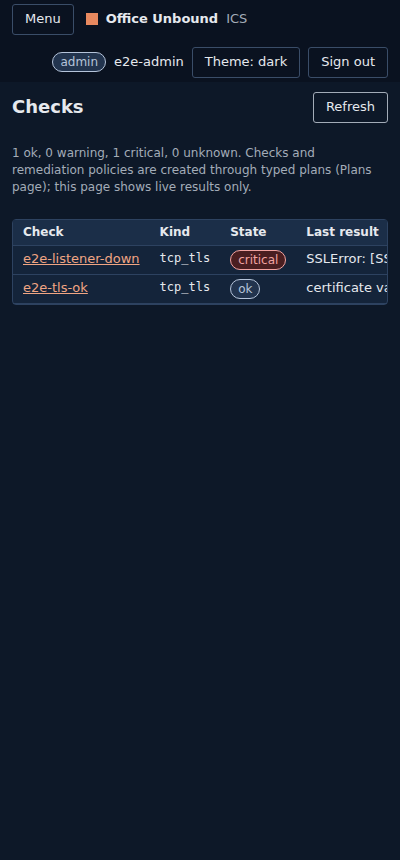 Menu Office Unbound ICS
admin e2e-admin Theme: dark Sign out
Checks Refresh
1 ok, 0 warning, 1 critical, 0 unknown. Checks and
remediation policies are created through typed plans (Plans
page); this page shows live results only.
Check Kind State Last result
e2e-listener-down tcp_tls critical SSLError: [SS
e2e-tls-ok tcp_tls ok certificate va